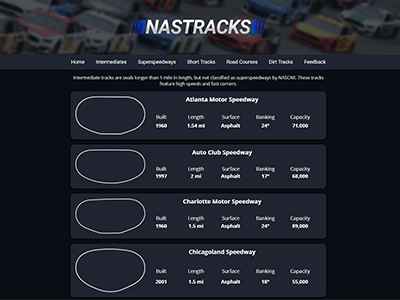 NASTRACKS
Home Intermediates Superspeedways Short Tracks Road Courses Dirt Tracks Feedback
Intermediate tracks are ovals longer than 1 mile in length, but not classified as superspeedways by NASCAR. These tracks
feature high speeds and fast corners.
Atlanta Motor Speedway
Built Length Surface Banking Capacity
1960 1.54 mi Asphalt 24° 71,000
Auto Club Speedway
Built Length Surface Banking Capacity
1997 2 mi Asphalt 17° 68,000
Charlotte Motor Speedway
Built Length Surface Banking Capacity
1960 1.5 mi Asphalt 24° 89,000
Chicagoland Speedway
Built Length Surface Banking Capacity
2001 1.5 mi Asphalt 18° 55,000